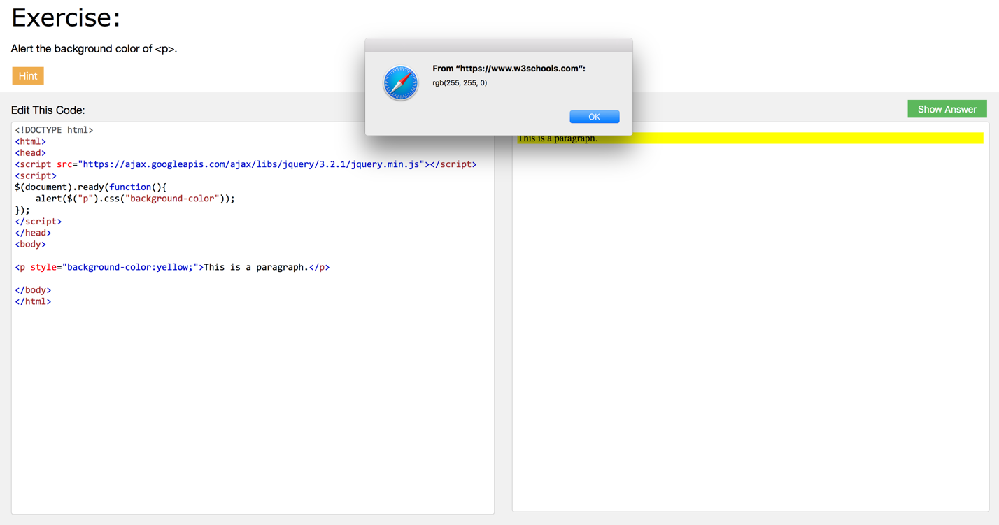 Exercise:
Alert the background color of <p>.
Hint
From “https://www.w3schools.com”:
rgb(255, 255, 0)
OK
Edit This Code:
Show Answer
<!DOCTYPE html>
<html>
<head>
<script src="https://ajax.googleapis.com/ajax/libs/jquery/3.2.1/jquery.min.js"></script>
<script>
$(document).ready(function(){
    alert($("p").css("background-color"));
});
</script>
</head>
<body>
<p style="background-color:yellow;">This is a paragraph.</p>
</body>
</html>
This is a paragraph.